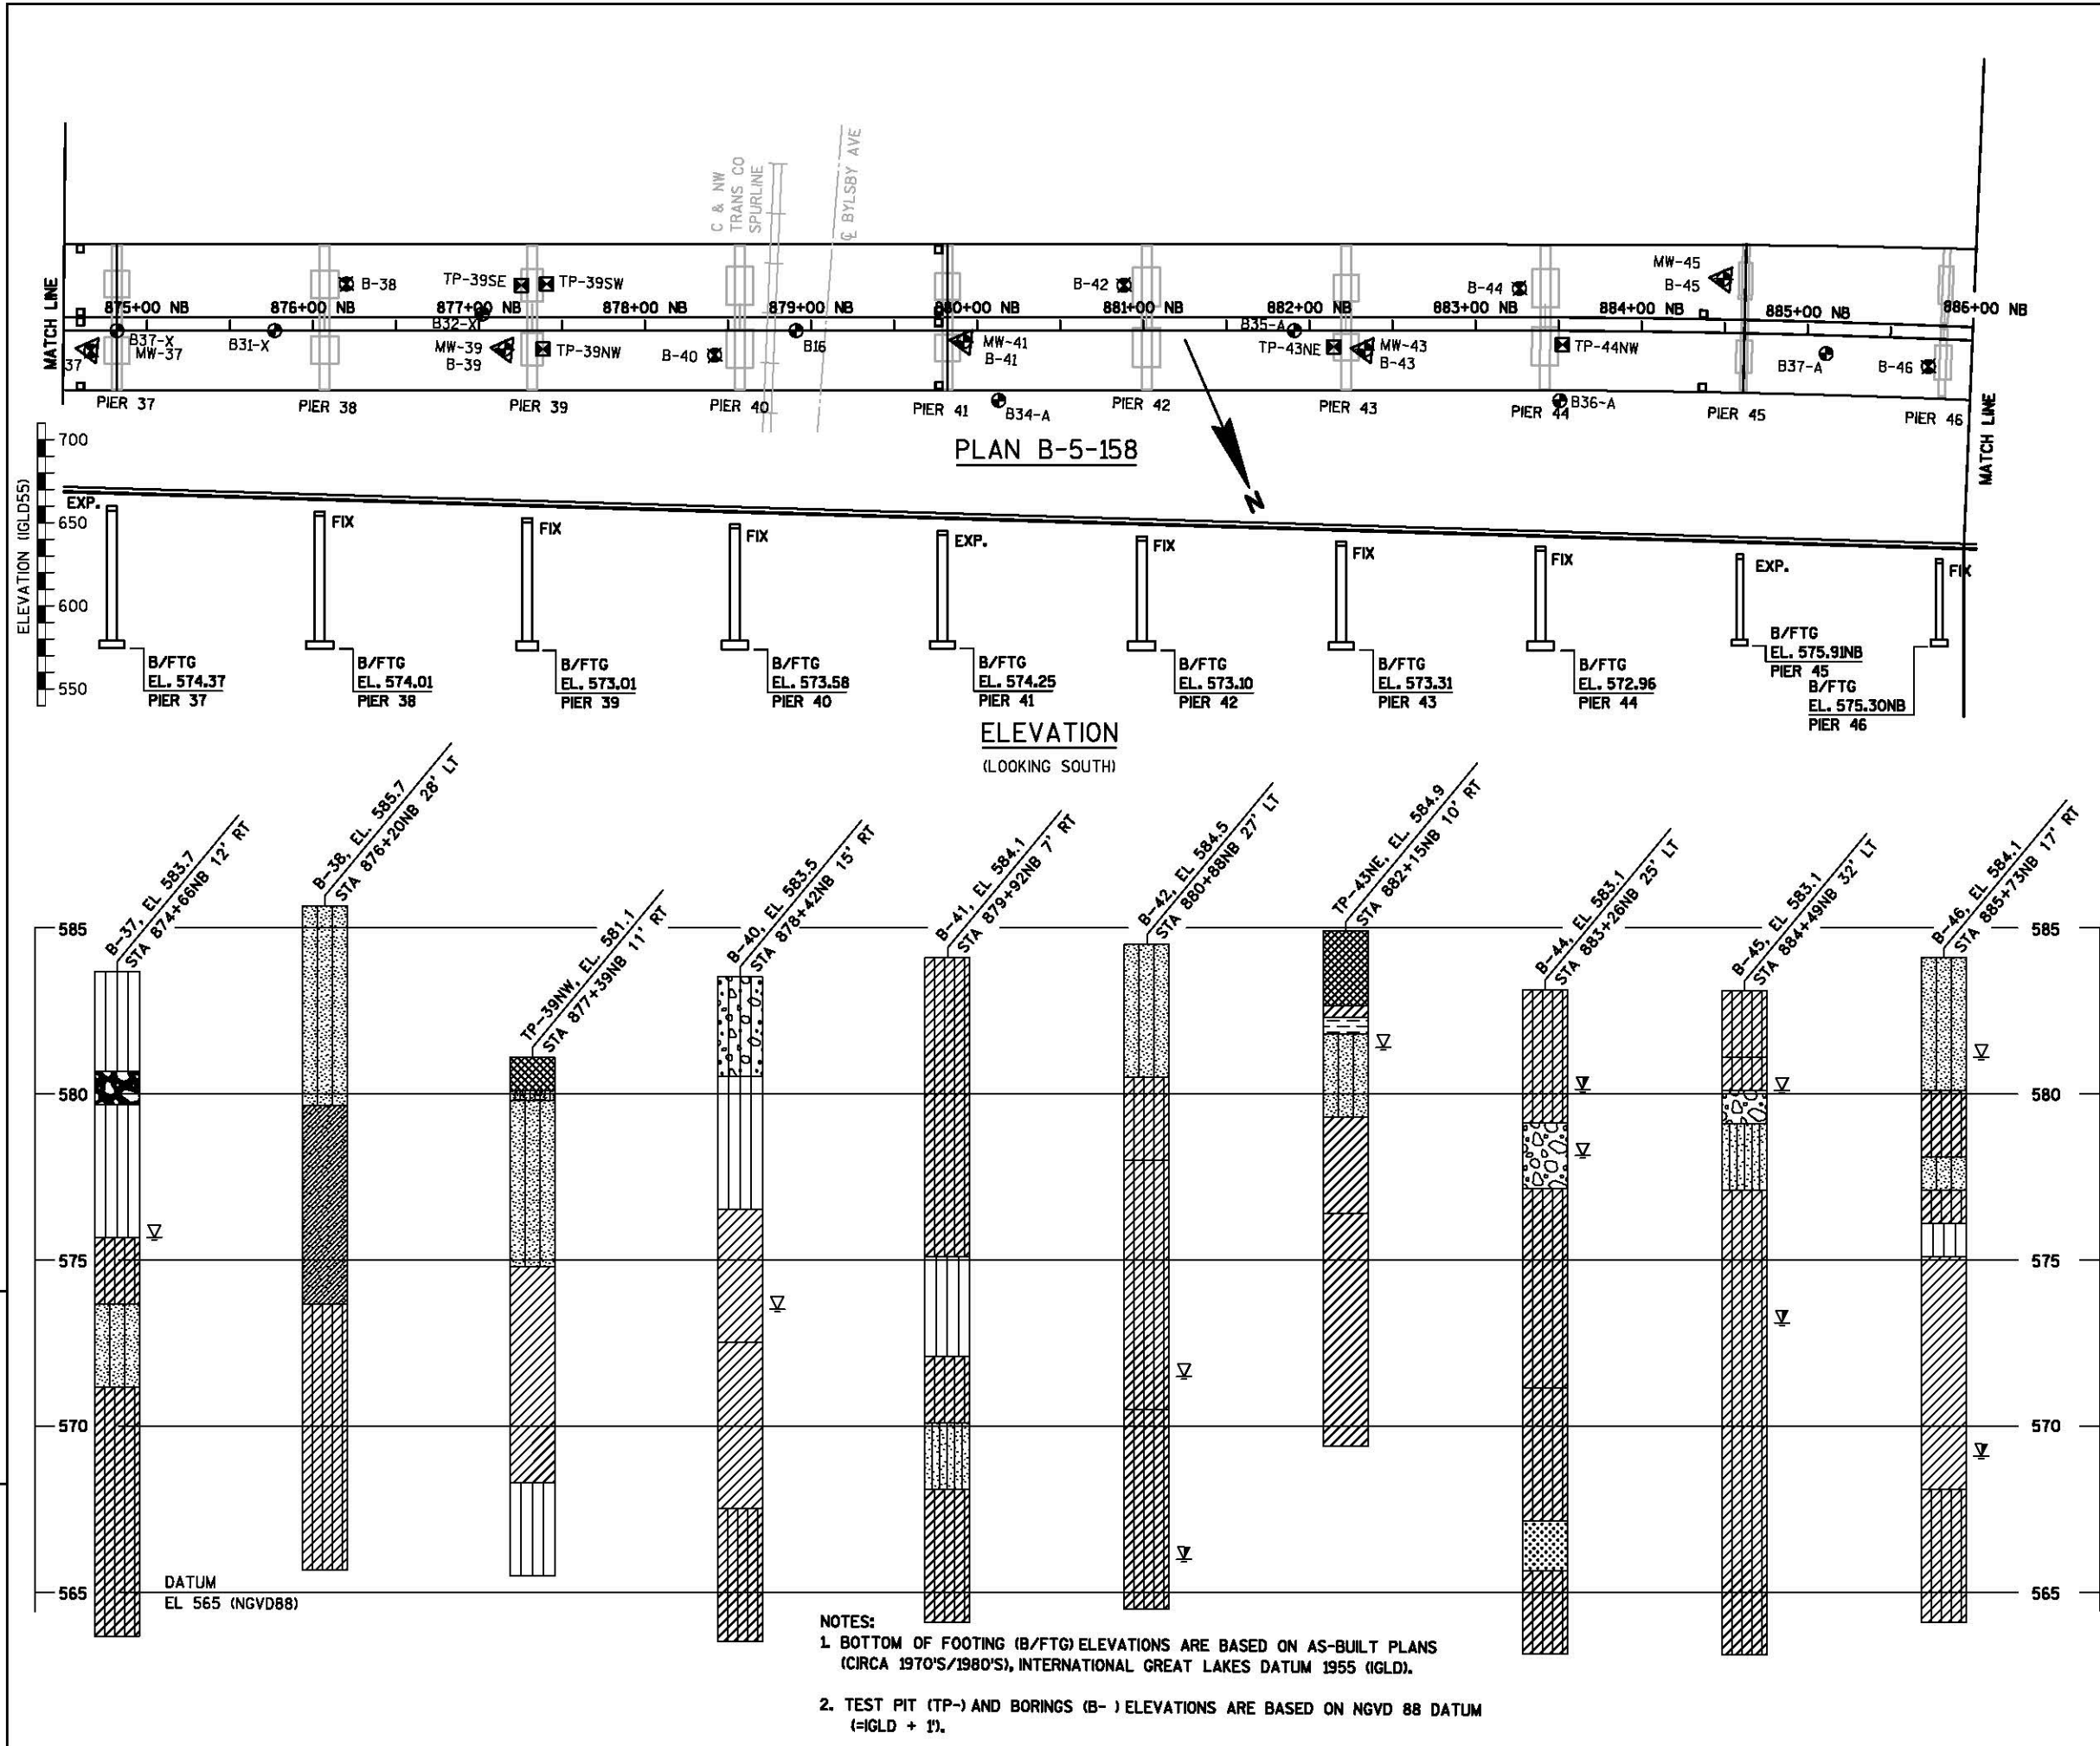 C & NW
TRANS CO
SPURLINE
℄ BYLSBY AVE
MATCH LINE
875+00 NB
876+00 NB
877+00 NB
878+00 NB
879+00 NB
880+00 NB
881+00 NB
882+00 NB
883+00 NB
884+00 NB
885+00 NB
886+00 NB
37
B37-X
MW-37
B31-X
B-38
B32-X
TP-39SE
TP-39SW
MW-39
B-39
TP-39NW
B-40
B16
MW-41
B-41
B34-A
B-42
B35-A
TP-43NE
MW-43
B-43
B-44
TP-44NW
B36-A
MW-45
B-45
B37-A
B-46
PIER 37
PIER 38
PIER 39
PIER 40
PIER 41
PIER 42
PIER 43
PIER 44
PIER 45
PIER 46
MATCH LINE
PLAN B-5-158
N
ELEVATION (IGLD55)
700
650
600
550
EXP.
FIX
FIX
FIX
EXP.
FIX
FIX
FIX
EXP.
FIX
B/FTG
EL. 574.37
PIER 37
B/FTG
EL. 574.01
PIER 38
B/FTG
EL. 573.01
PIER 39
B/FTG
EL. 573.58
PIER 40
B/FTG
EL. 574.25
PIER 41
B/FTG
EL. 573.10
PIER 42
B/FTG
EL. 573.31
PIER 43
B/FTG
EL. 572.96
PIER 44
B/FTG
EL. 575.91NB
PIER 45
B/FTG
EL. 575.30NB
PIER 46
ELEVATION
(LOOKING SOUTH)
B-37, EL 583.7
STA 874+66NB 12' RT
B-38, EL. 585.7
STA 876+20NB 28' LT
TP-39NW, EL. 581.1
STA 877+39NB 11' RT
B-40, EL 583.5
STA 878+42NB 15' RT
B-41, EL 584.1
STA 879+92NB 7' RT
B-42, EL 584.5
STA 880+88NB 27' LT
TP-43NE, EL. 584.9
STA 882+15NB 10' RT
B-44, EL 583.1
STA 883+26NB 25' LT
B-45, EL 583.1
STA 884+49NB 32' LT
B-46, EL 584.1
STA 885+73NB 17' RT
585
585
580
580
575
575
570
570
565
565
DATUM
EL 565 (NGVD88)
NOTES:
1. BOTTOM OF FOOTING (B/FTG) ELEVATIONS ARE BASED ON AS-BUILT PLANS
(CIRCA 1970'S/1980'S), INTERNATIONAL GREAT LAKES DATUM 1955 (IGLD).
2. TEST PIT (TP-) AND BORINGS (B- ) ELEVATIONS ARE BASED ON NGVD 88 DATUM
(=IGLD + 1').